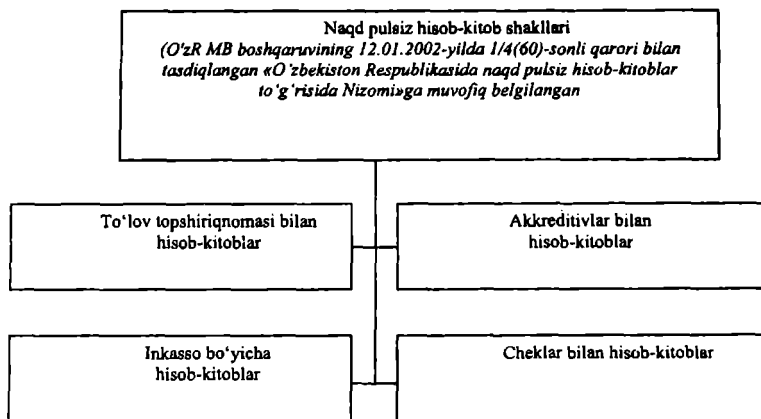 Naqd pulsiz hisob-kitob shakllari
(O'zR MB boshqaruvining 12.01.2002-yilda 1/4(60)-sonli qarori bilan
tasdiqlangan «O'zbekiston Respublikasida naqd pulsiz hisob-kitoblar
to'g'risida Nizomi»ga muvofiq belgilangan
To'lov topshiriqnomasi bilan
hisob-kitoblar
Akkreditivlar bilan
hisob-kitoblar
Inkasso bo'yicha
hisob-kitoblar
Cheklar bilan hisob-kitoblar